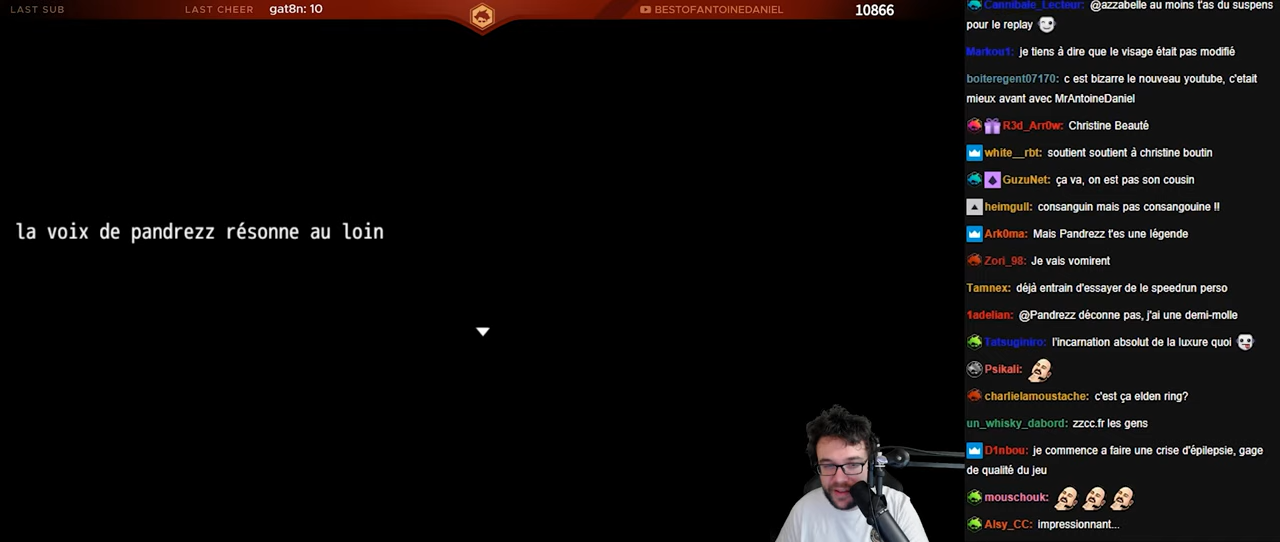 LAST SUB LAST CHEER gat8n: 10 BESTOFANTOINEDANIEL 10866
la voix de pandrezz résonne au loin
Cannibale_Lecteur: @azzabelle au moins t'as du suspens
pour le replay
Markou1: je tiens à dire que le visage était pas modifié
boiteregent07170: c est bizarre le nouveau youtube, c'etait
mieux avant avec MrAntoineDaniel
R3d_Arr0w: Christine Beauté
white__rbt: soutient soutient à christine boutin
GuzuNet: ça va, on est pas son cousin
heimgull: consanguin mais pas consangouine !!
Ark0ma: Mais Pandrezz t'es une légende
Zori_98: Je vais vomirent
Tamnex: déjà entrain d'essayer de le speedrun perso
1adelian: @Pandrezz déconne pas, j'ai une demi-molle
Tatsuginiro: l'incarnation absolut de la luxure quoi
Psikali:
charlielamoustache: c'est ça elden ring?
un_whisky_dabord: zzcc.fr les gens
D1nbou: je commence a faire une crise d'épilepsie, gage
de qualité du jeu
mouschouk:
Alsy_CC: impressionnant...